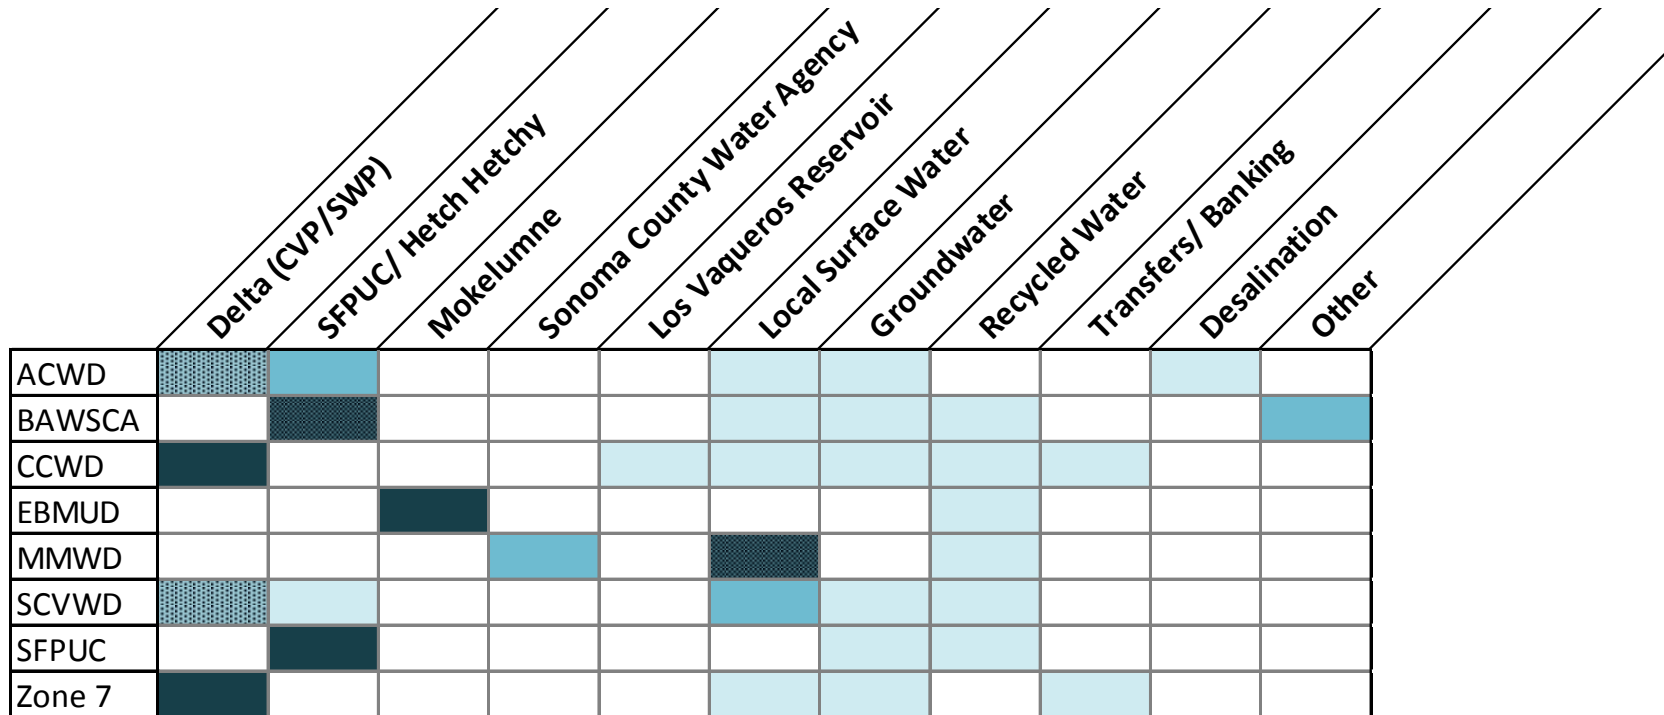 Delta (CVP/SWP)
SFPUC/ Hetch Hetchy
Mokelumne
Sonoma County Water Agency
Los Vaqueros Reservoir
Local Surface Water
Groundwater
Recycled Water
Transfers/ Banking
Desalination
Other
ACWD
BAWSCA
CCWD
EBMUD
MMWD
SCVWD
SFPUC
Zone 7